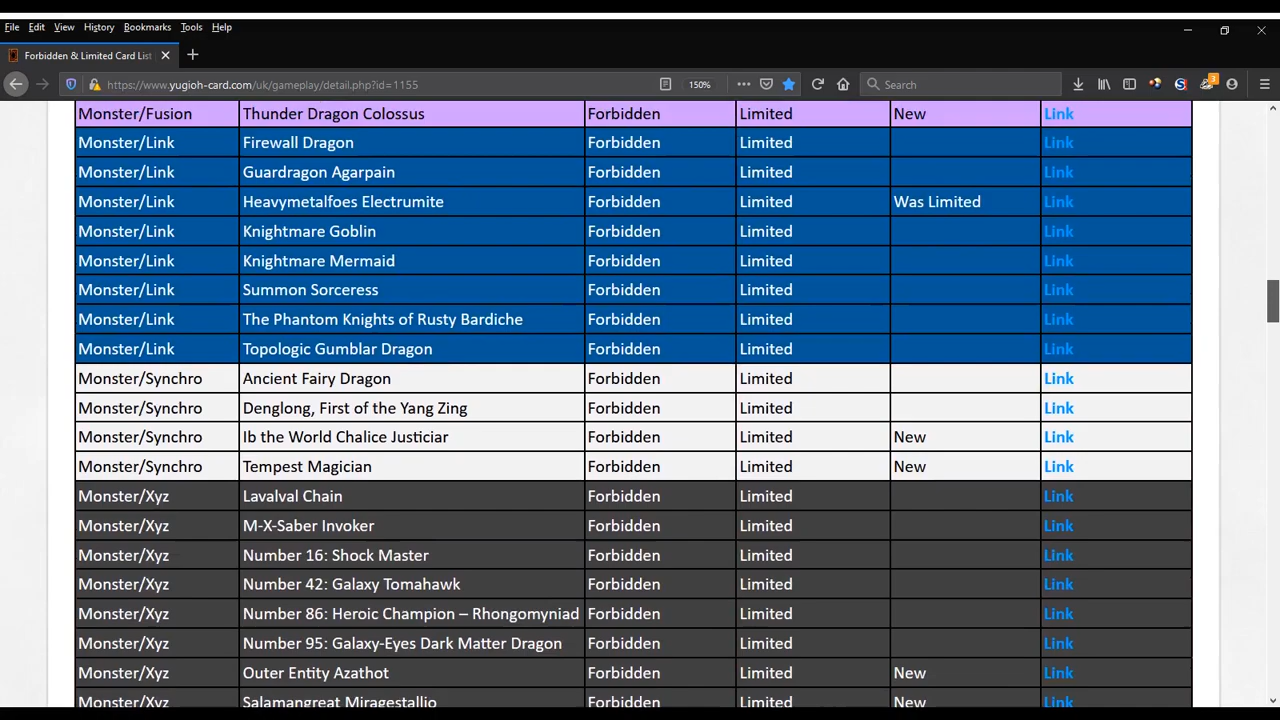 File Edit View History Bookmarks Tools Help
Forbidden & Limited Card List
https://www.yugioh-card.com/uk/gameplay/detail.php?id=1155 150% Search 3
Monster/Fusion Thunder Dragon Colossus Forbidden Limited New Link
Monster/Link Firewall Dragon Forbidden Limited Link
Monster/Link Guardragon Agarpain Forbidden Limited Link
Monster/Link Heavymetalfoes Electrumite Forbidden Limited Was Limited Link
Monster/Link Knightmare Goblin Forbidden Limited Link
Monster/Link Knightmare Mermaid Forbidden Limited Link
Monster/Link Summon Sorceress Forbidden Limited Link
Monster/Link The Phantom Knights of Rusty Bardiche Forbidden Limited Link
Monster/Link Topologic Gumblar Dragon Forbidden Limited Link
Monster/Synchro Ancient Fairy Dragon Forbidden Limited Link
Monster/Synchro Denglong, First of the Yang Zing Forbidden Limited Link
Monster/Synchro Ib the World Chalice Justiciar Forbidden Limited New Link
Monster/Synchro Tempest Magician Forbidden Limited New Link
Monster/Xyz Lavalval Chain Forbidden Limited Link
Monster/Xyz M-X-Saber Invoker Forbidden Limited Link
Monster/Xyz Number 16: Shock Master Forbidden Limited Link
Monster/Xyz Number 42: Galaxy Tomahawk Forbidden Limited Link
Monster/Xyz Number 86: Heroic Champion – Rhongomyniad Forbidden Limited Link
Monster/Xyz Number 95: Galaxy-Eyes Dark Matter Dragon Forbidden Limited Link
Monster/Xyz Outer Entity Azathot Forbidden Limited New Link
Monster/Xyz Salamangreat Miragestallio Forbidden Limited New Link